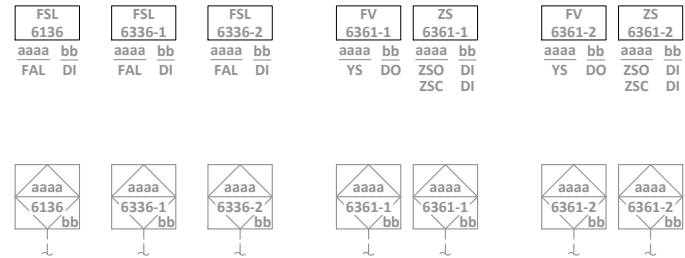 FSL FSL FSL FV ZS FV ZS
6136 6336-1 6336-2 6361-1 6361-1 6361-2 6361-2
aaaa bb aaaa bb aaaa bb aaaa bb aaaa bb aaaa bb aaaa bb
FAL DI FAL DI FAL DI YS DO ZSO DI YS DO ZSO DI
ZSC DI ZSC DI
aaaa aaaa aaaa aaaa aaaa aaaa aaaa
6136 6336-1 6336-2 6361-1 6361-1 6361-2 6361-2
bb bb bb bb bb bb bb
~ ~ ~ ~ ~ ~ ~